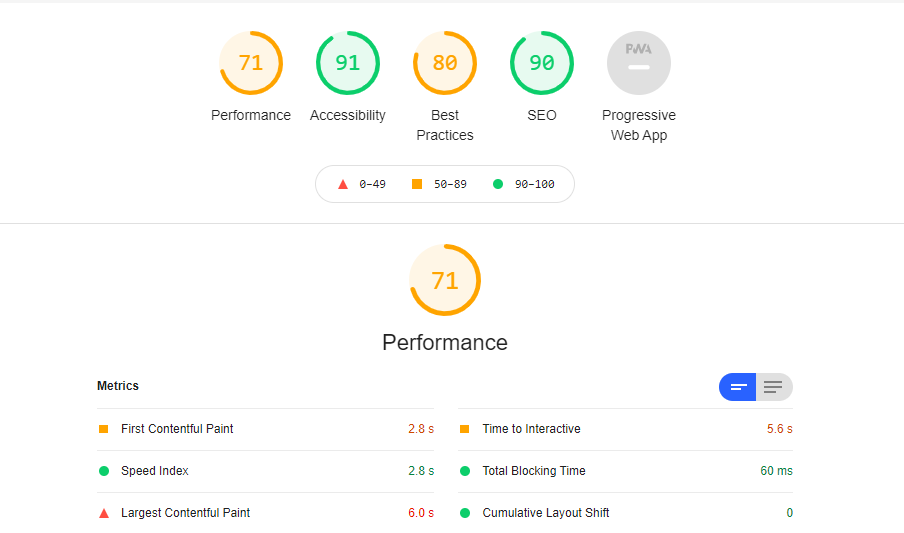 71 91 80 90 PWA
Performance Accessibility Best Practices SEO Progressive Web App
0–49 50–89 90–100
71
Performance
Metrics
First Contentful Paint 2.8 s
Time to Interactive 5.6 s
Speed Index 2.8 s
Total Blocking Time 60 ms
Largest Contentful Paint 6.0 s
Cumulative Layout Shift 0